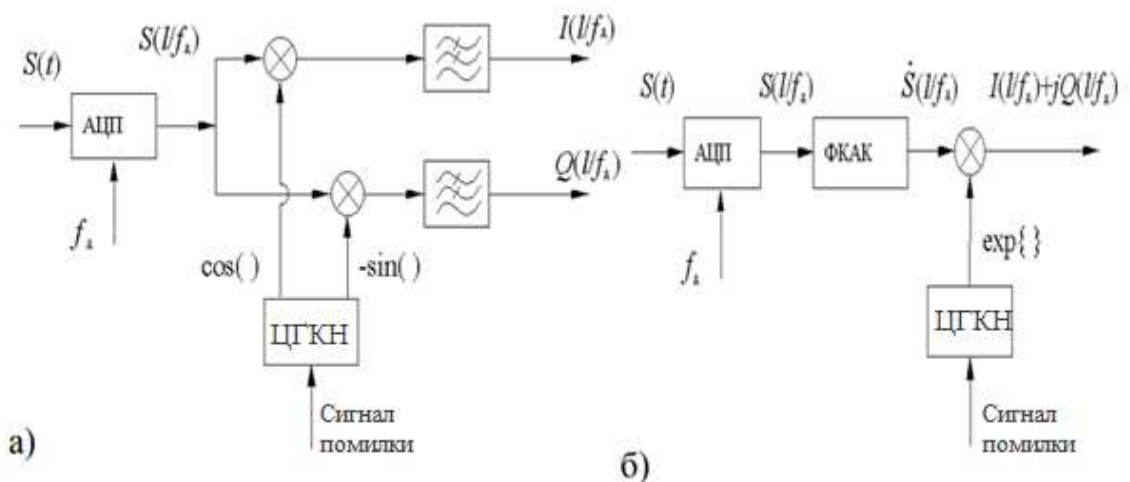 S(t)
S(l/fд)
I(l/fд)
АЦП
fд
Q(l/fд)
cos( )
-sin( )
ЦГКН
Сигнал
помилки
а)
S(t)
S(l/fд)
Ṡ(l/fд)
I(l/fд)+jQ(l/fд)
АЦП
ФКАК
fд
exp{ }
ЦГКН
Сигнал
помилки
б)